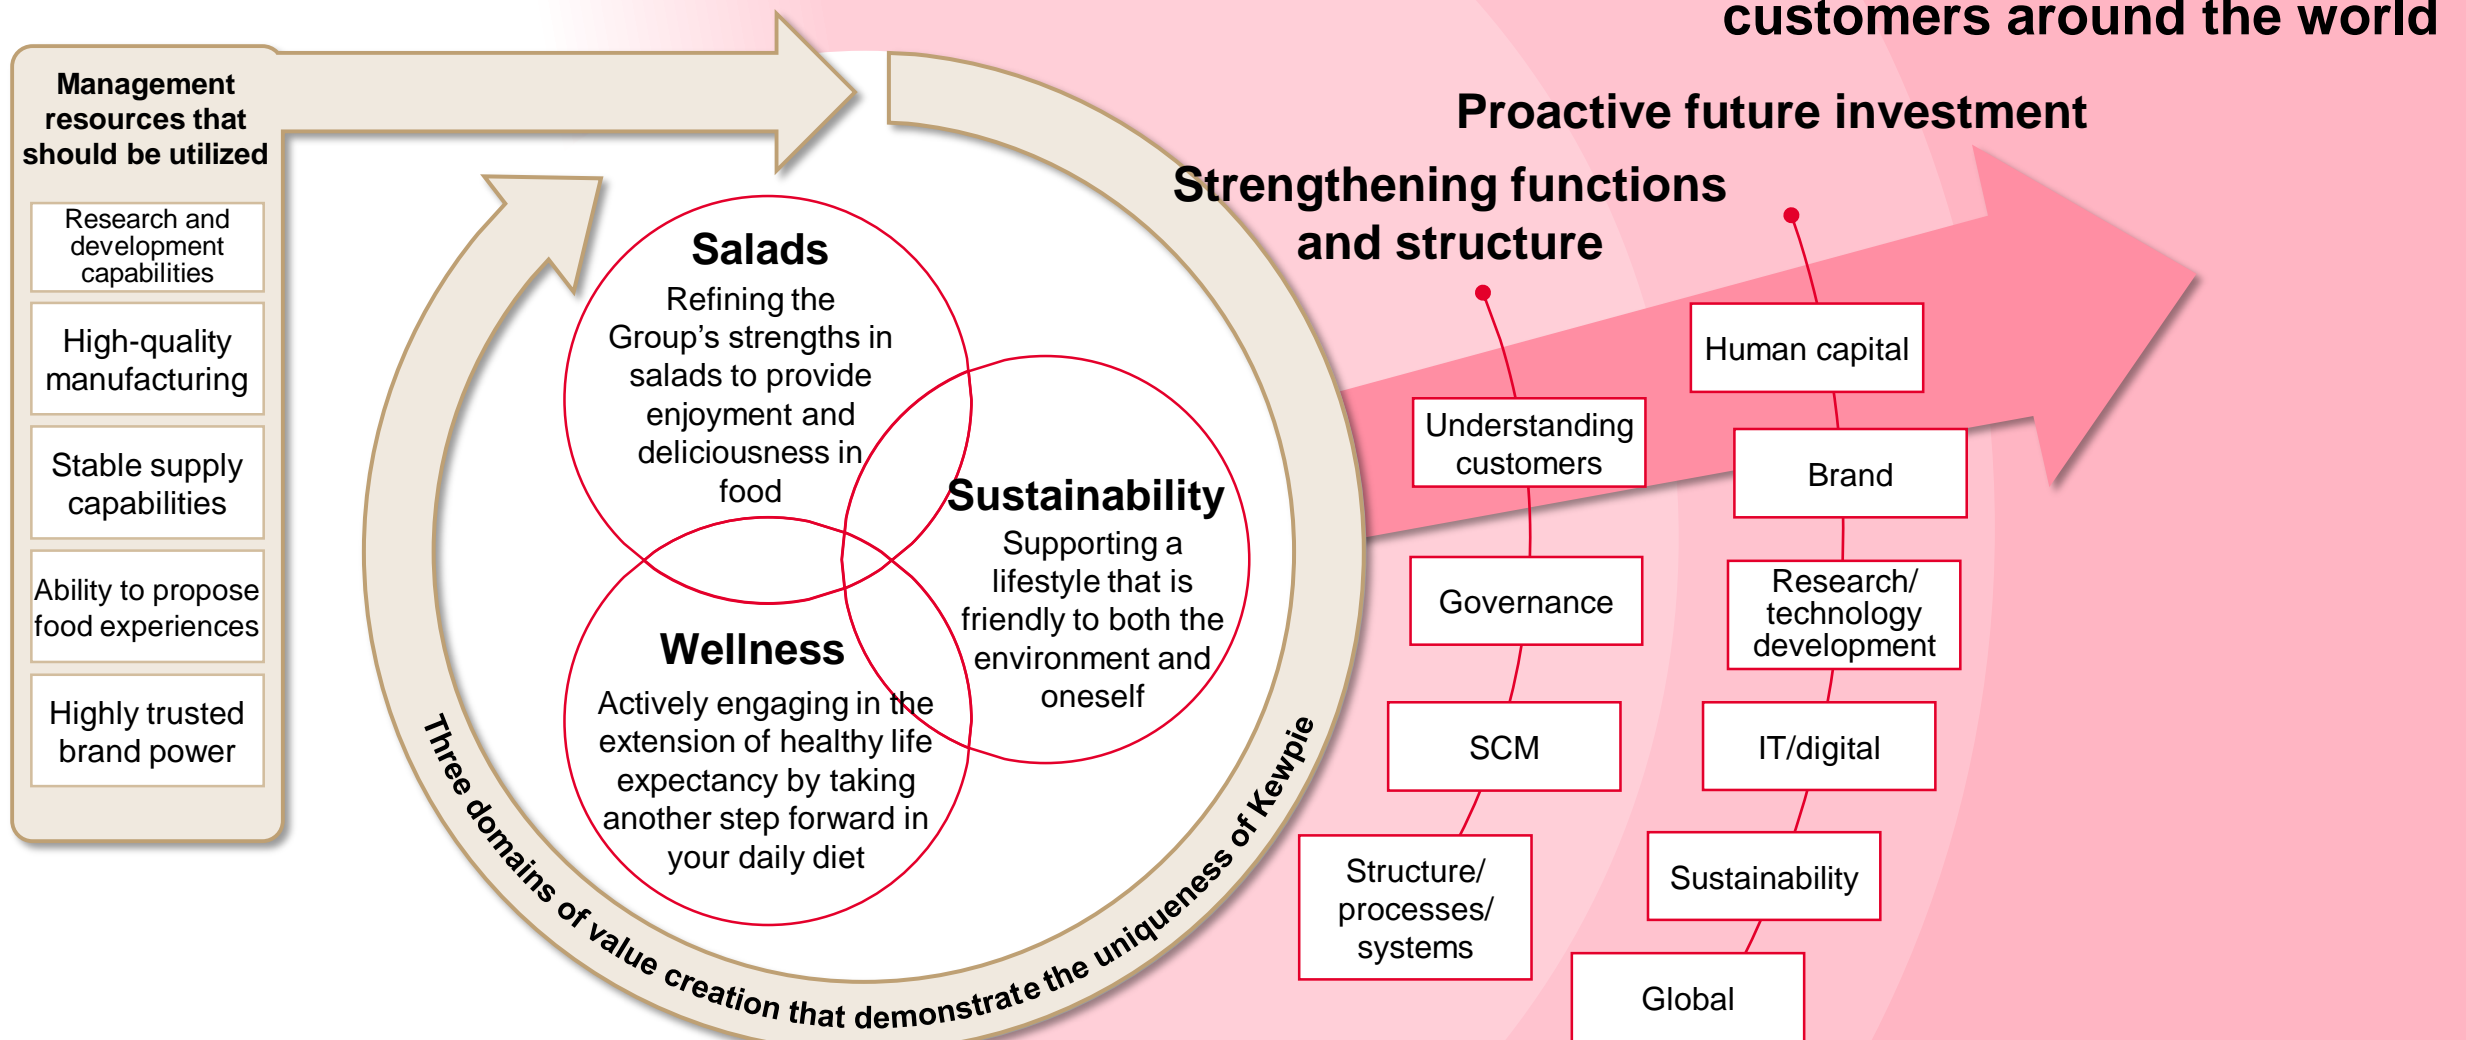 customers around the world
Proactive future investment
Strengthening functions
and structure
Management
resources that
should be utilized
Research and
development
capabilities
High-quality
manufacturing
Stable supply
capabilities
Ability to propose
food experiences
Highly trusted
brand power
Salads
Refining the
Group’s strengths in
salads to provide
enjoyment and
deliciousness in
food
Sustainability
Supporting a
lifestyle that is
friendly to both the
environment and
oneself
Wellness
Actively engaging in the
extension of healthy life
expectancy by taking
another step forward in
your daily diet
Three domains of value creation that demonstrate the uniqueness of Kewpie
Understanding
customers
Governance
SCM
Structure/
processes/
systems
Human capital
Brand
Research/
technology
development
IT/digital
Sustainability
Global